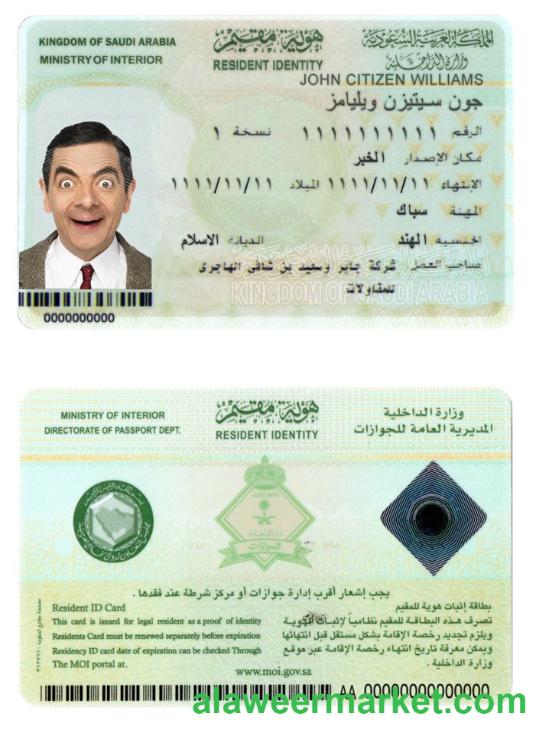 KINGDOM OF SAUDI ARABIA
MINISTRY OF INTERIOR
هوية مقيم
RESIDENT IDENTITY
المملكة العربية السعودية
وزارة الداخلية
JOHN CITIZEN WILLIAMS
جون سيتيزن ويليامز
الرقم ١١١١١١١١١١ نسخة ١
مكان الإصدار الخبر
الإنتهاء ١١١١/١١/١١ الميلاد ١١١١/١١/١١
المهنة سباك
الجنسية الهند الديانة الاسلام
صاحب العمل شركة جابر وسعيد بن شافى الهاجرى
للمقاولات
KINGDOM OF SAUDI ARABIA
0000000000
MINISTRY OF INTERIOR
DIRECTORATE OF PASSPORT DEPT.
هوية مقيم
RESIDENT IDENTITY
وزارة الداخلية
المديرية العامة للجوازات
الجوازات
يجب إشعار أقرب إدارة جوازات أو مركز شرطة عند فقدها .
Resident ID Card
This card is issued for legal resident as a proof of identity
Residents Card must be renewed separately before expiration
Residency ID card date of expiration can be checked Through
The MOI portal at.
بطاقة إثبات هوية للمقيم
تصرف هذه البطاقة للمقيم نظامياً لإثبات الهوية
ويلزم تجديد رخصة الإقامة بشكل مستقل قبل انتهائها
ويمكن معرفة تاريخ انتهاء رخصة الإقامة عبر موقع
وزارة الداخلية .
www.moi.gov.sa
AA 00000000000000
alaweermarket.com